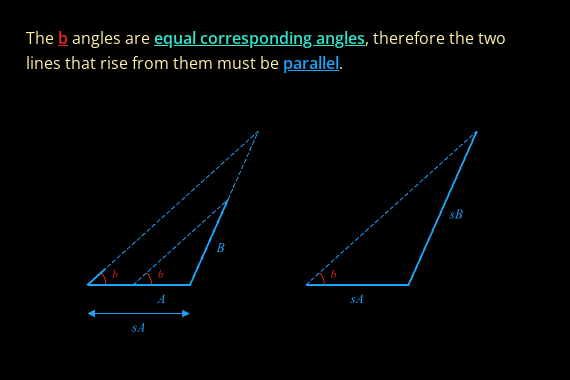 The b angles are equal corresponding angles, therefore the two
lines that rise from them must be parallel.
sB
B
b b b
A sA
sA